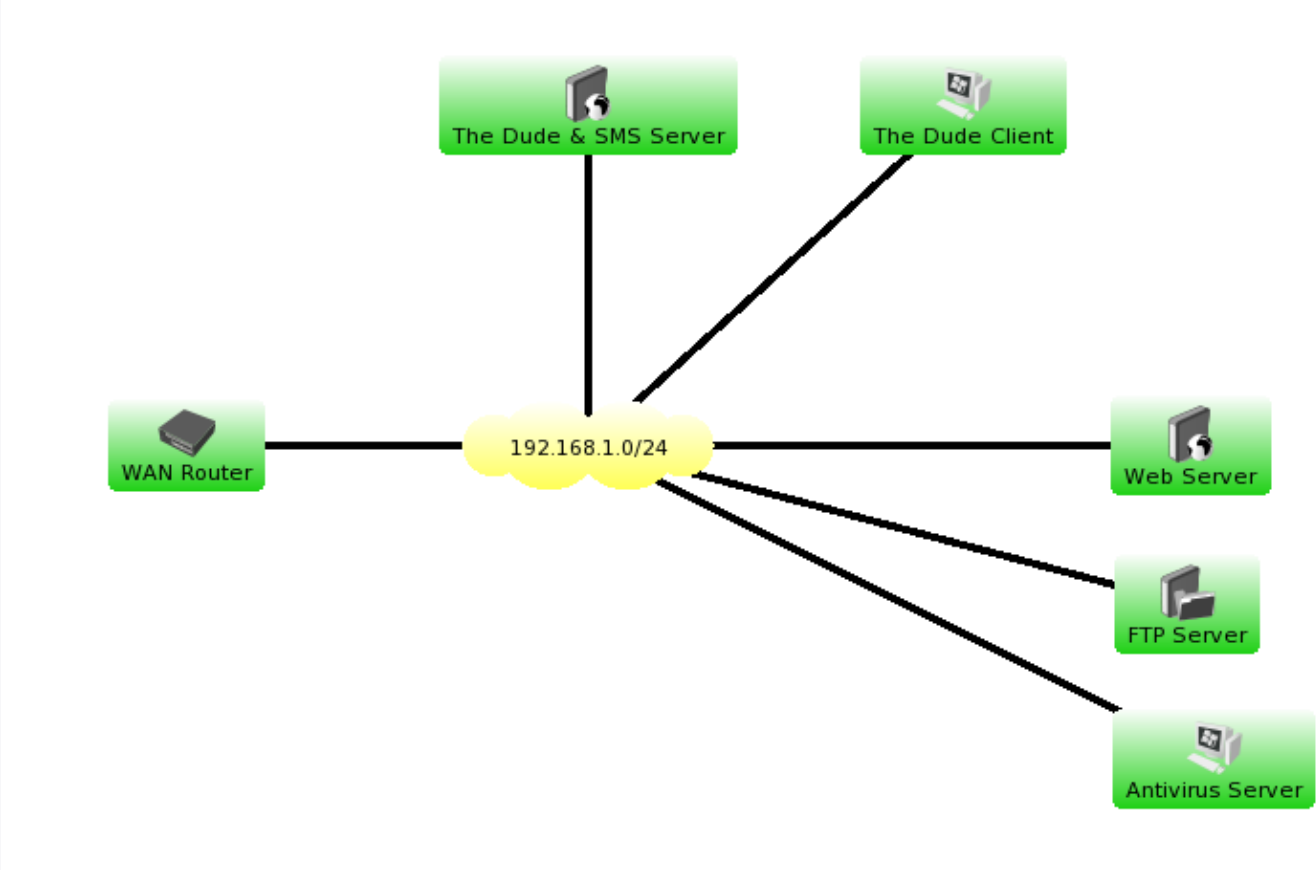 The Dude & SMS Server
The Dude Client
WAN Router
192.168.1.0/24
Web Server
FTP Server
Antivirus Server